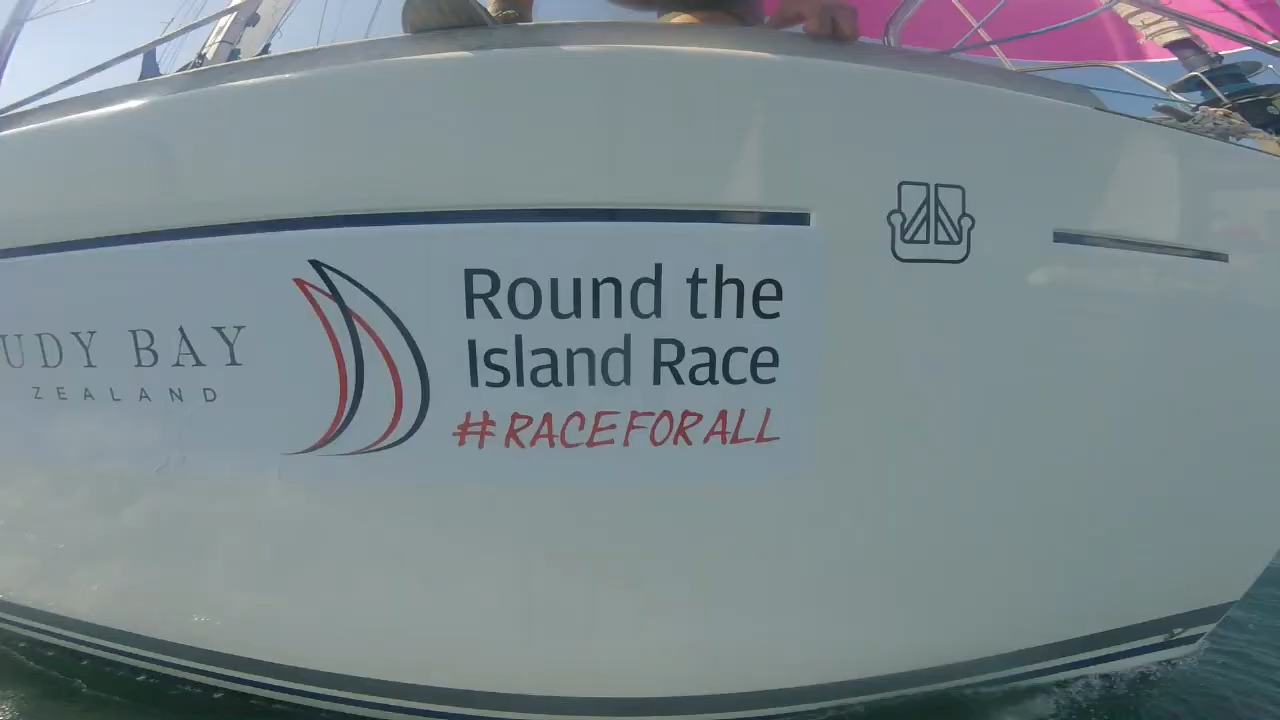 UDY BAY
ZEALAND
Round the
Island Race
#RACEFORALL